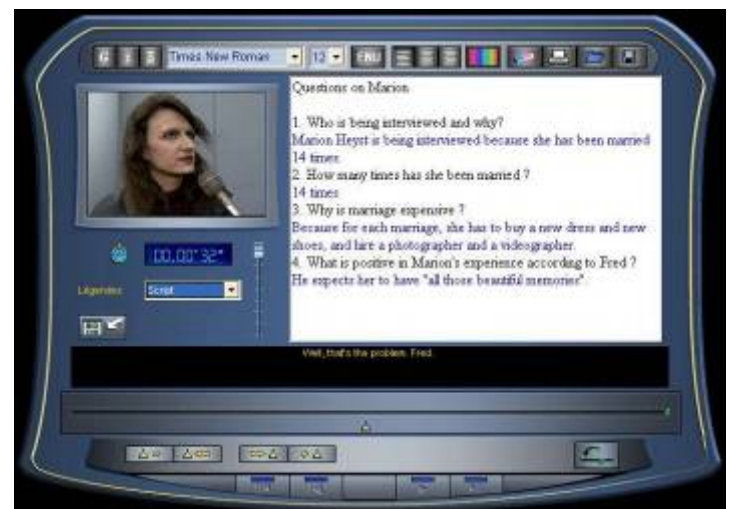 G I S Times New Roman 12 ENU
Questions on Marion
1. Who is being interviewed and why?
Marion Heyst is being interviewed because she has been married
14 times.
2. How many times has she been married ?
14 times
3. Why is marriage expensive ?
Because for each marriage, she has to buy a new dress and new
shoes, and hire a photographer and a videographer.
4. What is positive in Marion's experience according to Fred ?
He expects her to have "all those beautiful memories".
00.00'32"
Légendes Script
Well, that's the problem. Fred.